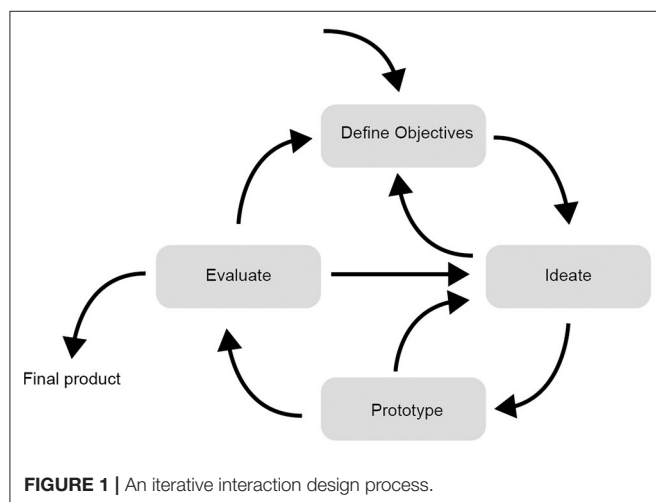 Define Objectives
Evaluate
Ideate
Final product
Prototype
FIGURE 1 | An iterative interaction design process.